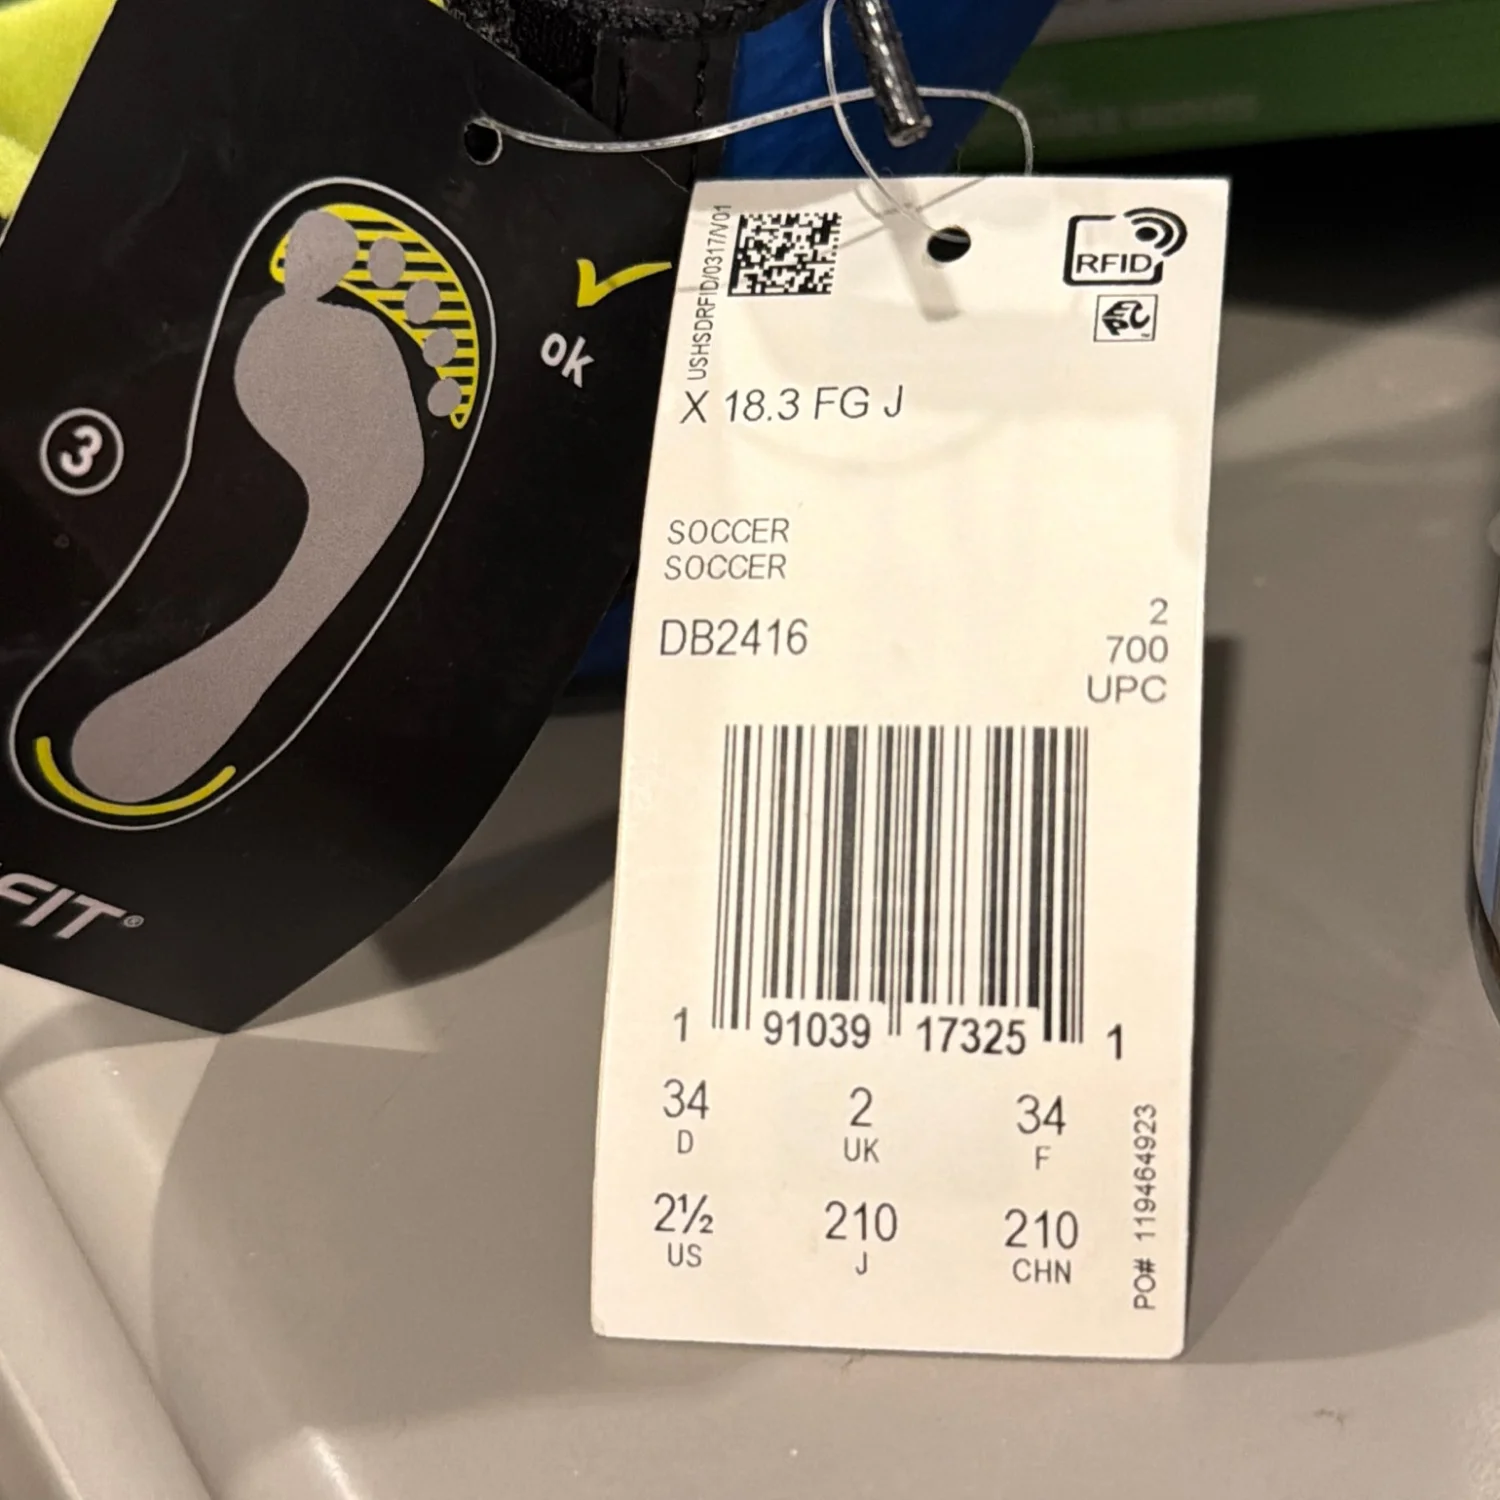 3
ok
FIT®
USHSDRFID/0317/V01
RFID
X 18.3 FG J
SOCCER
SOCCER
DB2416
2
700
UPC
1 91039 17325 1
34 2 34
D UK F
2½ 210 210
US J CHN
PO# 119464923